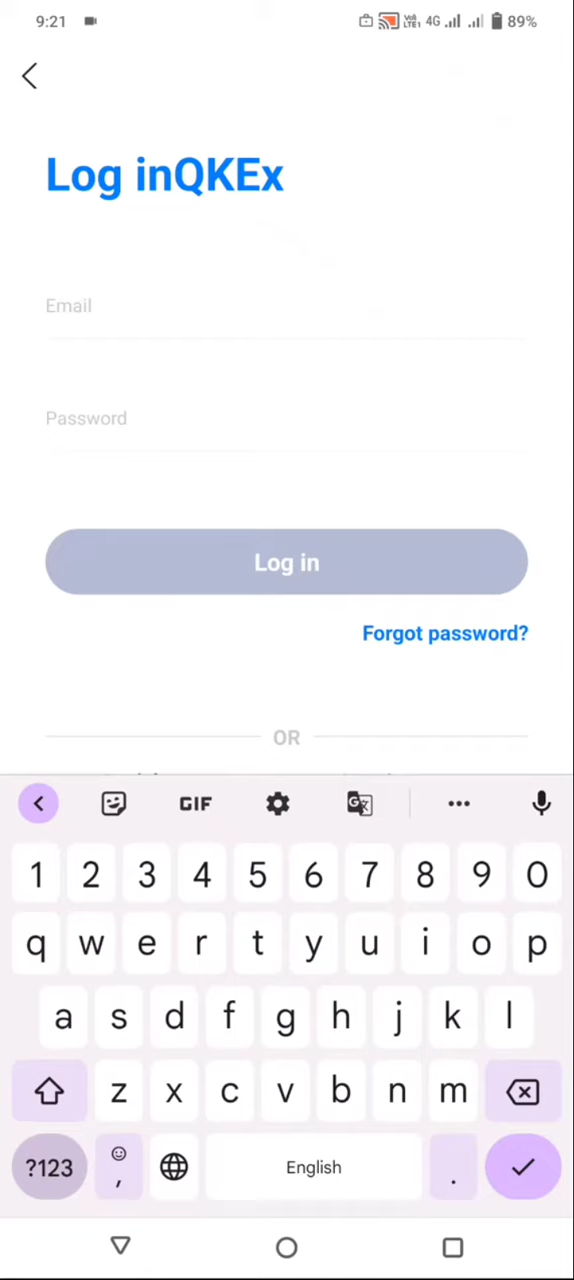 9:21 VoLTE1 4G 89%
Log inQKEx
Email
Password
Log in
Forgot password?
OR
GIF
1 2 3 4 5 6 7 8 9 0
q w e r t y u i o p
a s d f g h j k l
z x c v b n m
?123 , English .